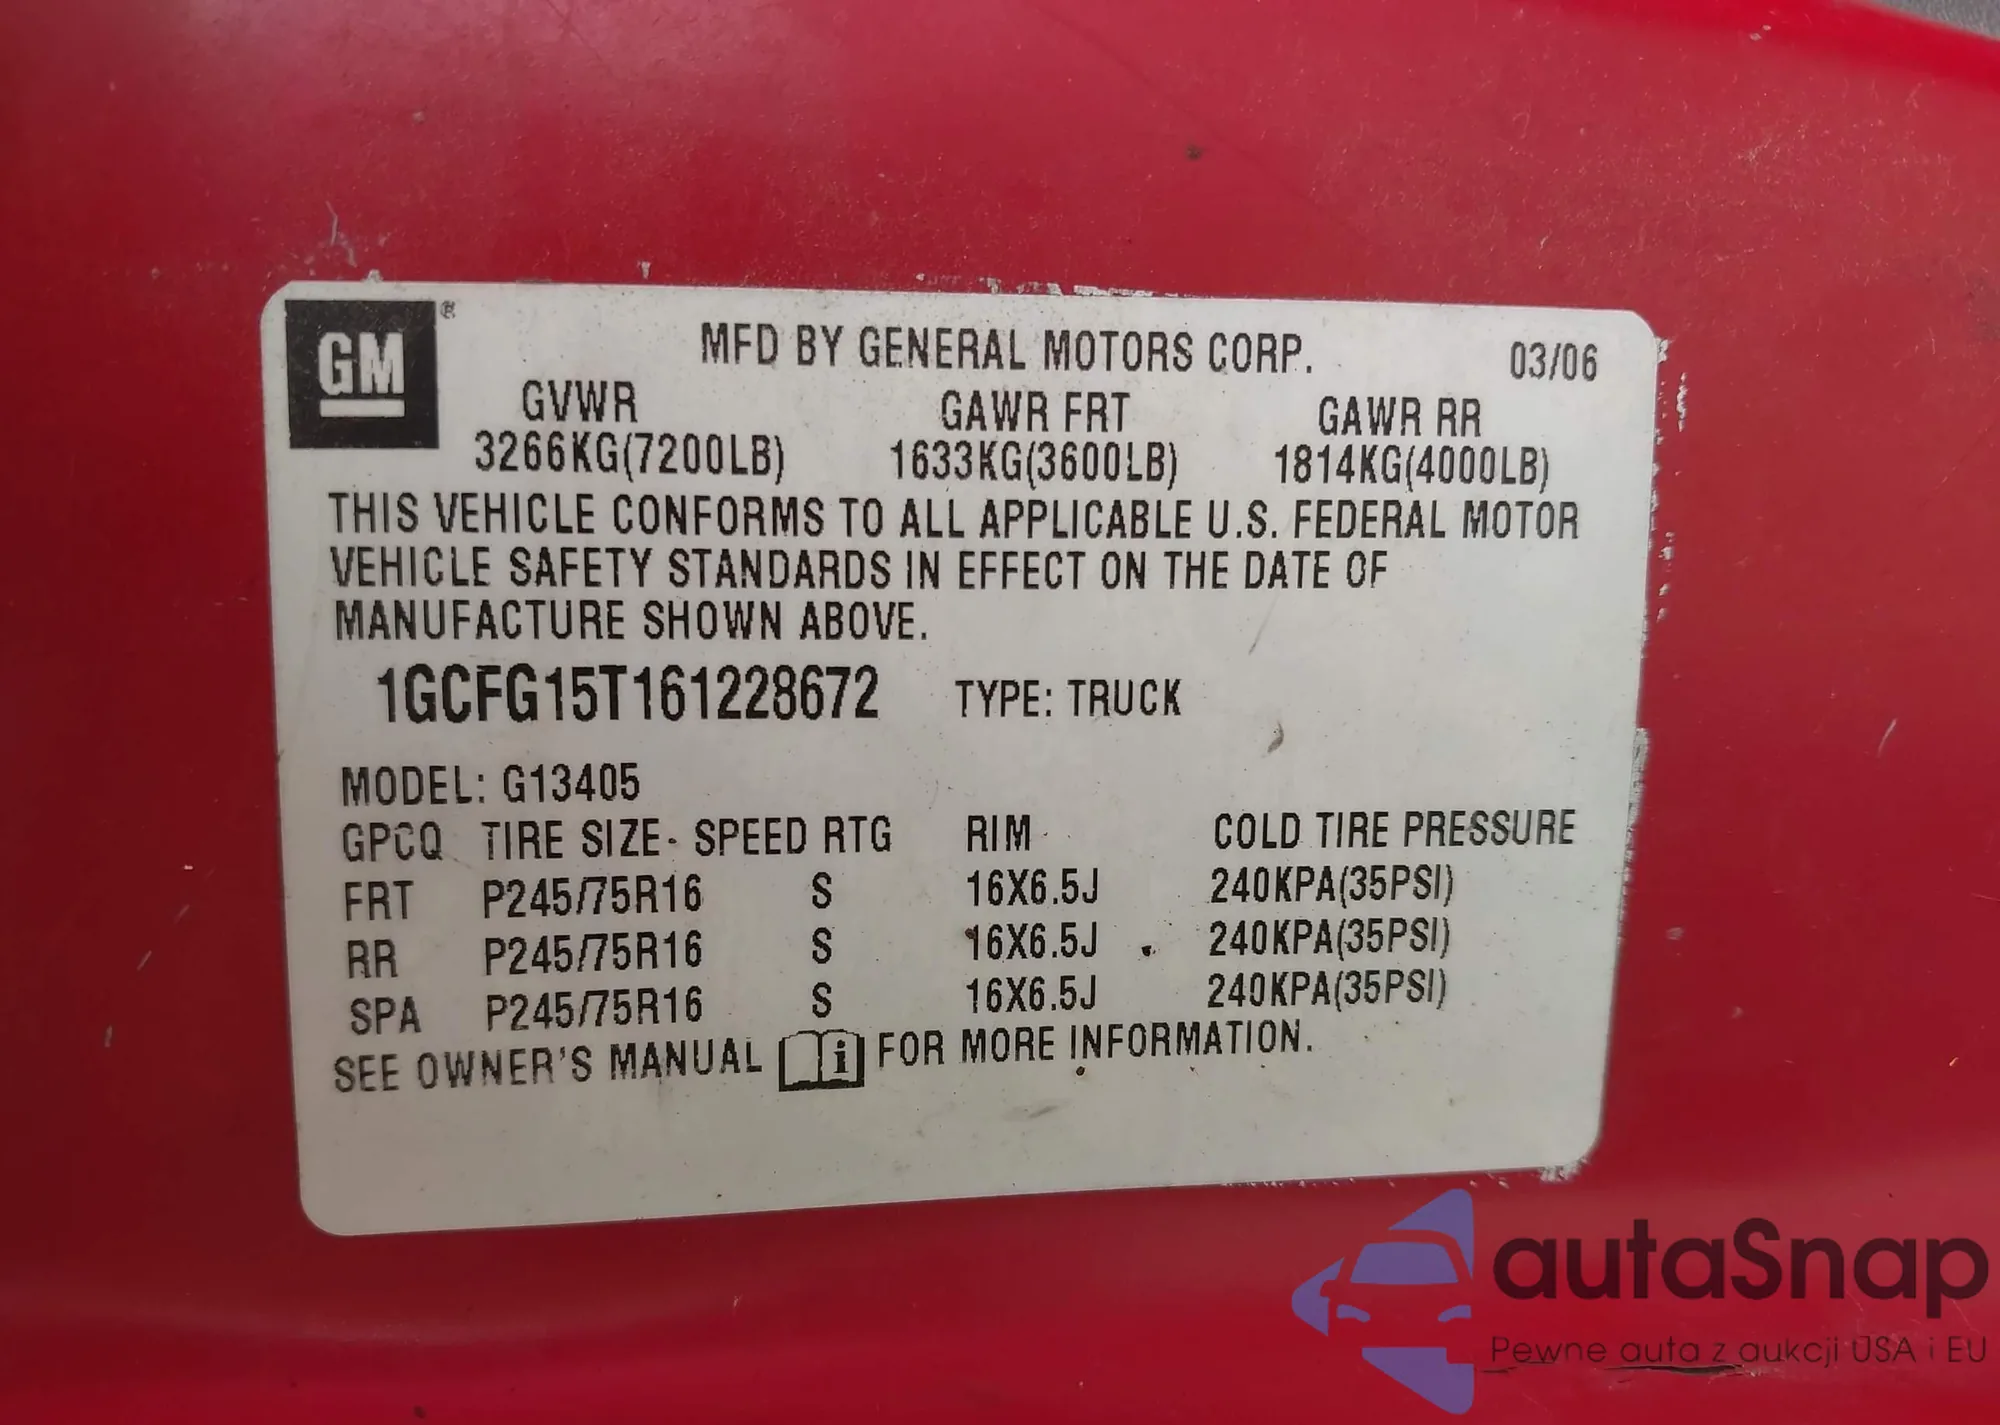 GM®
MFD BY GENERAL MOTORS CORP. 03/06
GVWR GAWR FRT GAWR RR
3266KG(7200LB) 1633KG(3600LB) 1814KG(4000LB)
THIS VEHICLE CONFORMS TO ALL APPLICABLE U.S. FEDERAL MOTOR
VEHICLE SAFETY STANDARDS IN EFFECT ON THE DATE OF
MANUFACTURE SHOWN ABOVE.
1GCFG15T161228672 TYPE: TRUCK
MODEL: G13405
GPCQ TIRE SIZE- SPEED RTG RIM COLD TIRE PRESSURE
FRT P245/75R16 S 16X6.5J 240KPA(35PSI)
RR P245/75R16 S 16X6.5J 240KPA(35PSI)
SPA P245/75R16 S 16X6.5J 240KPA(35PSI)
SEE OWNER'S MANUAL i FOR MORE INFORMATION.
autaSnap
Pewne auta z aukcji USA i EU